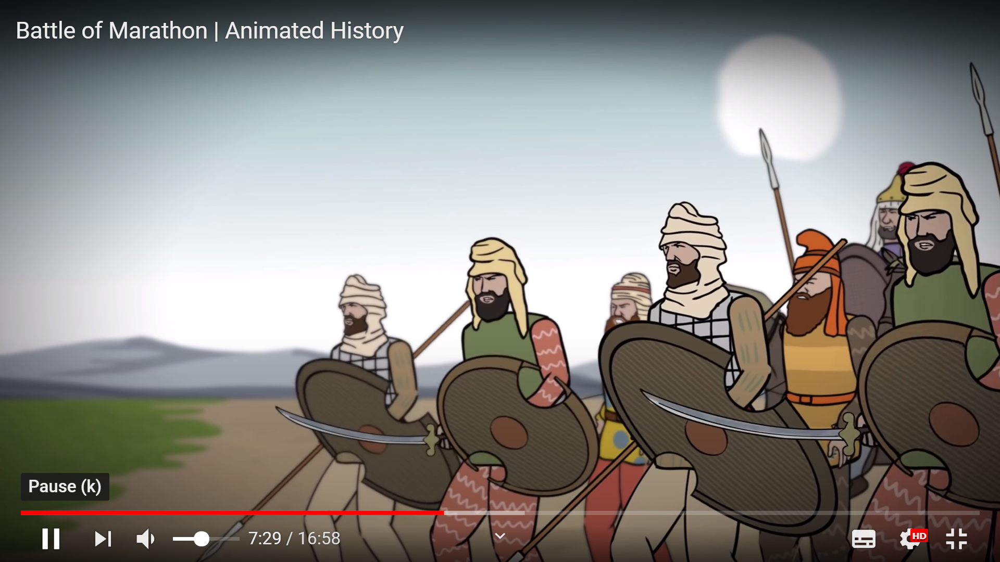 Battle of Marathon | Animated History
Pause (k)
7:29 / 16:58
HD